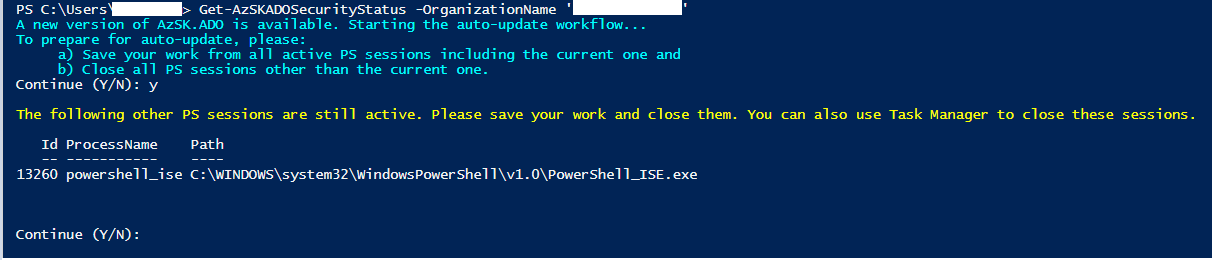 PS C:\Users\> Get-AzSKADOSecurityStatus -OrganizationName ' '
A new version of AzSK.ADO is available. Starting the auto-update workflow...
To prepare for auto-update, please:
a) Save your work from all active PS sessions including the current one and
b) Close all PS sessions other than the current one.
Continue (Y/N): y
The following other PS sessions are still active. Please save your work and close them. You can also use Task Manager to close these sessions.
Id ProcessName Path
-- ----------- ----
13260 powershell_ise C:\WINDOWS\system32\WindowsPowerShell\v1.0\PowerShell_ISE.exe
Continue (Y/N):